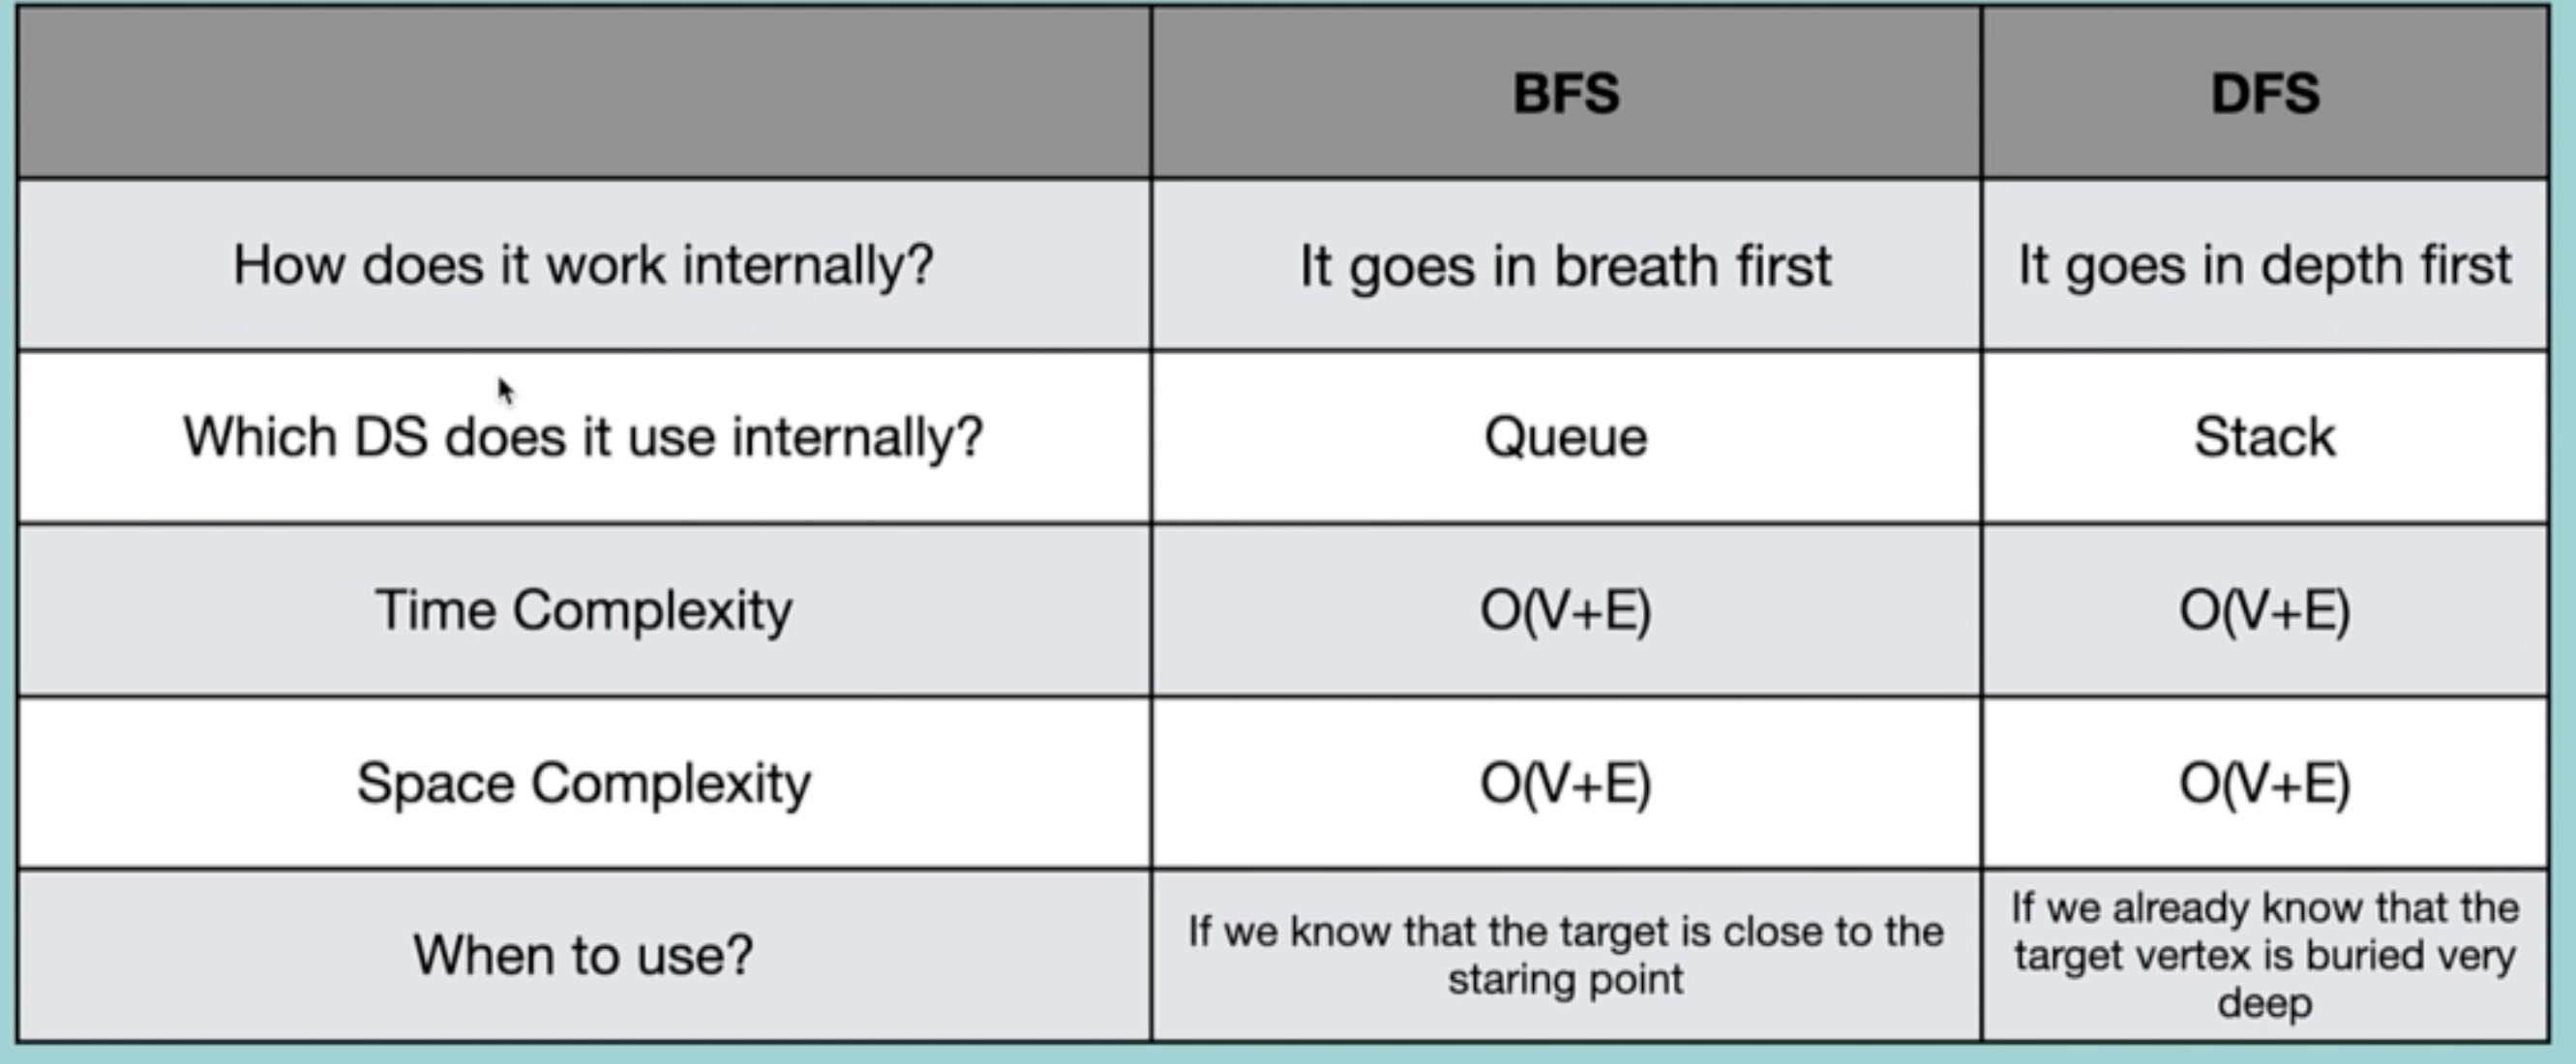 BFS
DFS
How does it work internally?
It goes in breath first
It goes in depth first
Which DS does it use internally?
Queue
Stack
Time Complexity
O(V+E)
O(V+E)
Space Complexity
O(V+E)
O(V+E)
When to use?
If we know that the target is close to the
staring point
If we already know that the
target vertex is buried very
deep